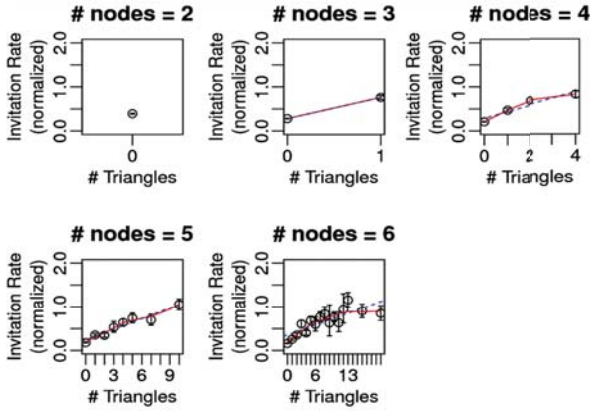 # nodes = 2
Invitation Rate
(normalized)
0.0 1.0 2.0
0
# Triangles
# nodes = 3
Invitation Rate
(normalized)
0.0 1.0 2.0
0 1
# Triangles
# nodes = 4
Invitation Rate
(normalized)
0.0 1.0 2.0
0 2 4
# Triangles
# nodes = 5
Invitation Rate
(normalized)
0.0 1.0 2.0
0 3 6 9
# Triangles
# nodes = 6
Invitation Rate
(normalized)
0.0 1.0 2.0
0 6 13
# Triangles